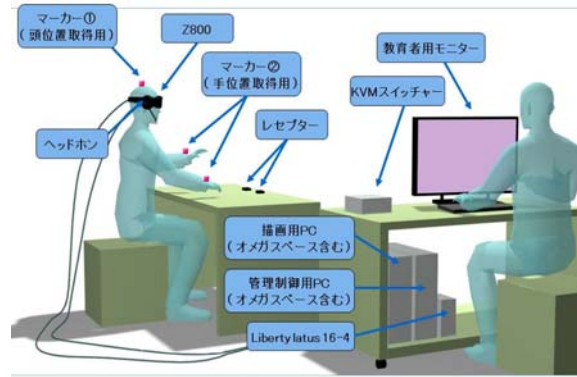 マーカー①
(頭位置取得用)
Z800
マーカー②
(手位置取得用)
教育者用モニター
KVMスイッチャー
ヘッドホン
レセプター
描画用PC
(オメガスペース含む)
管理制御用PC
(オメガスペース含む)
Liberty latus 16-4